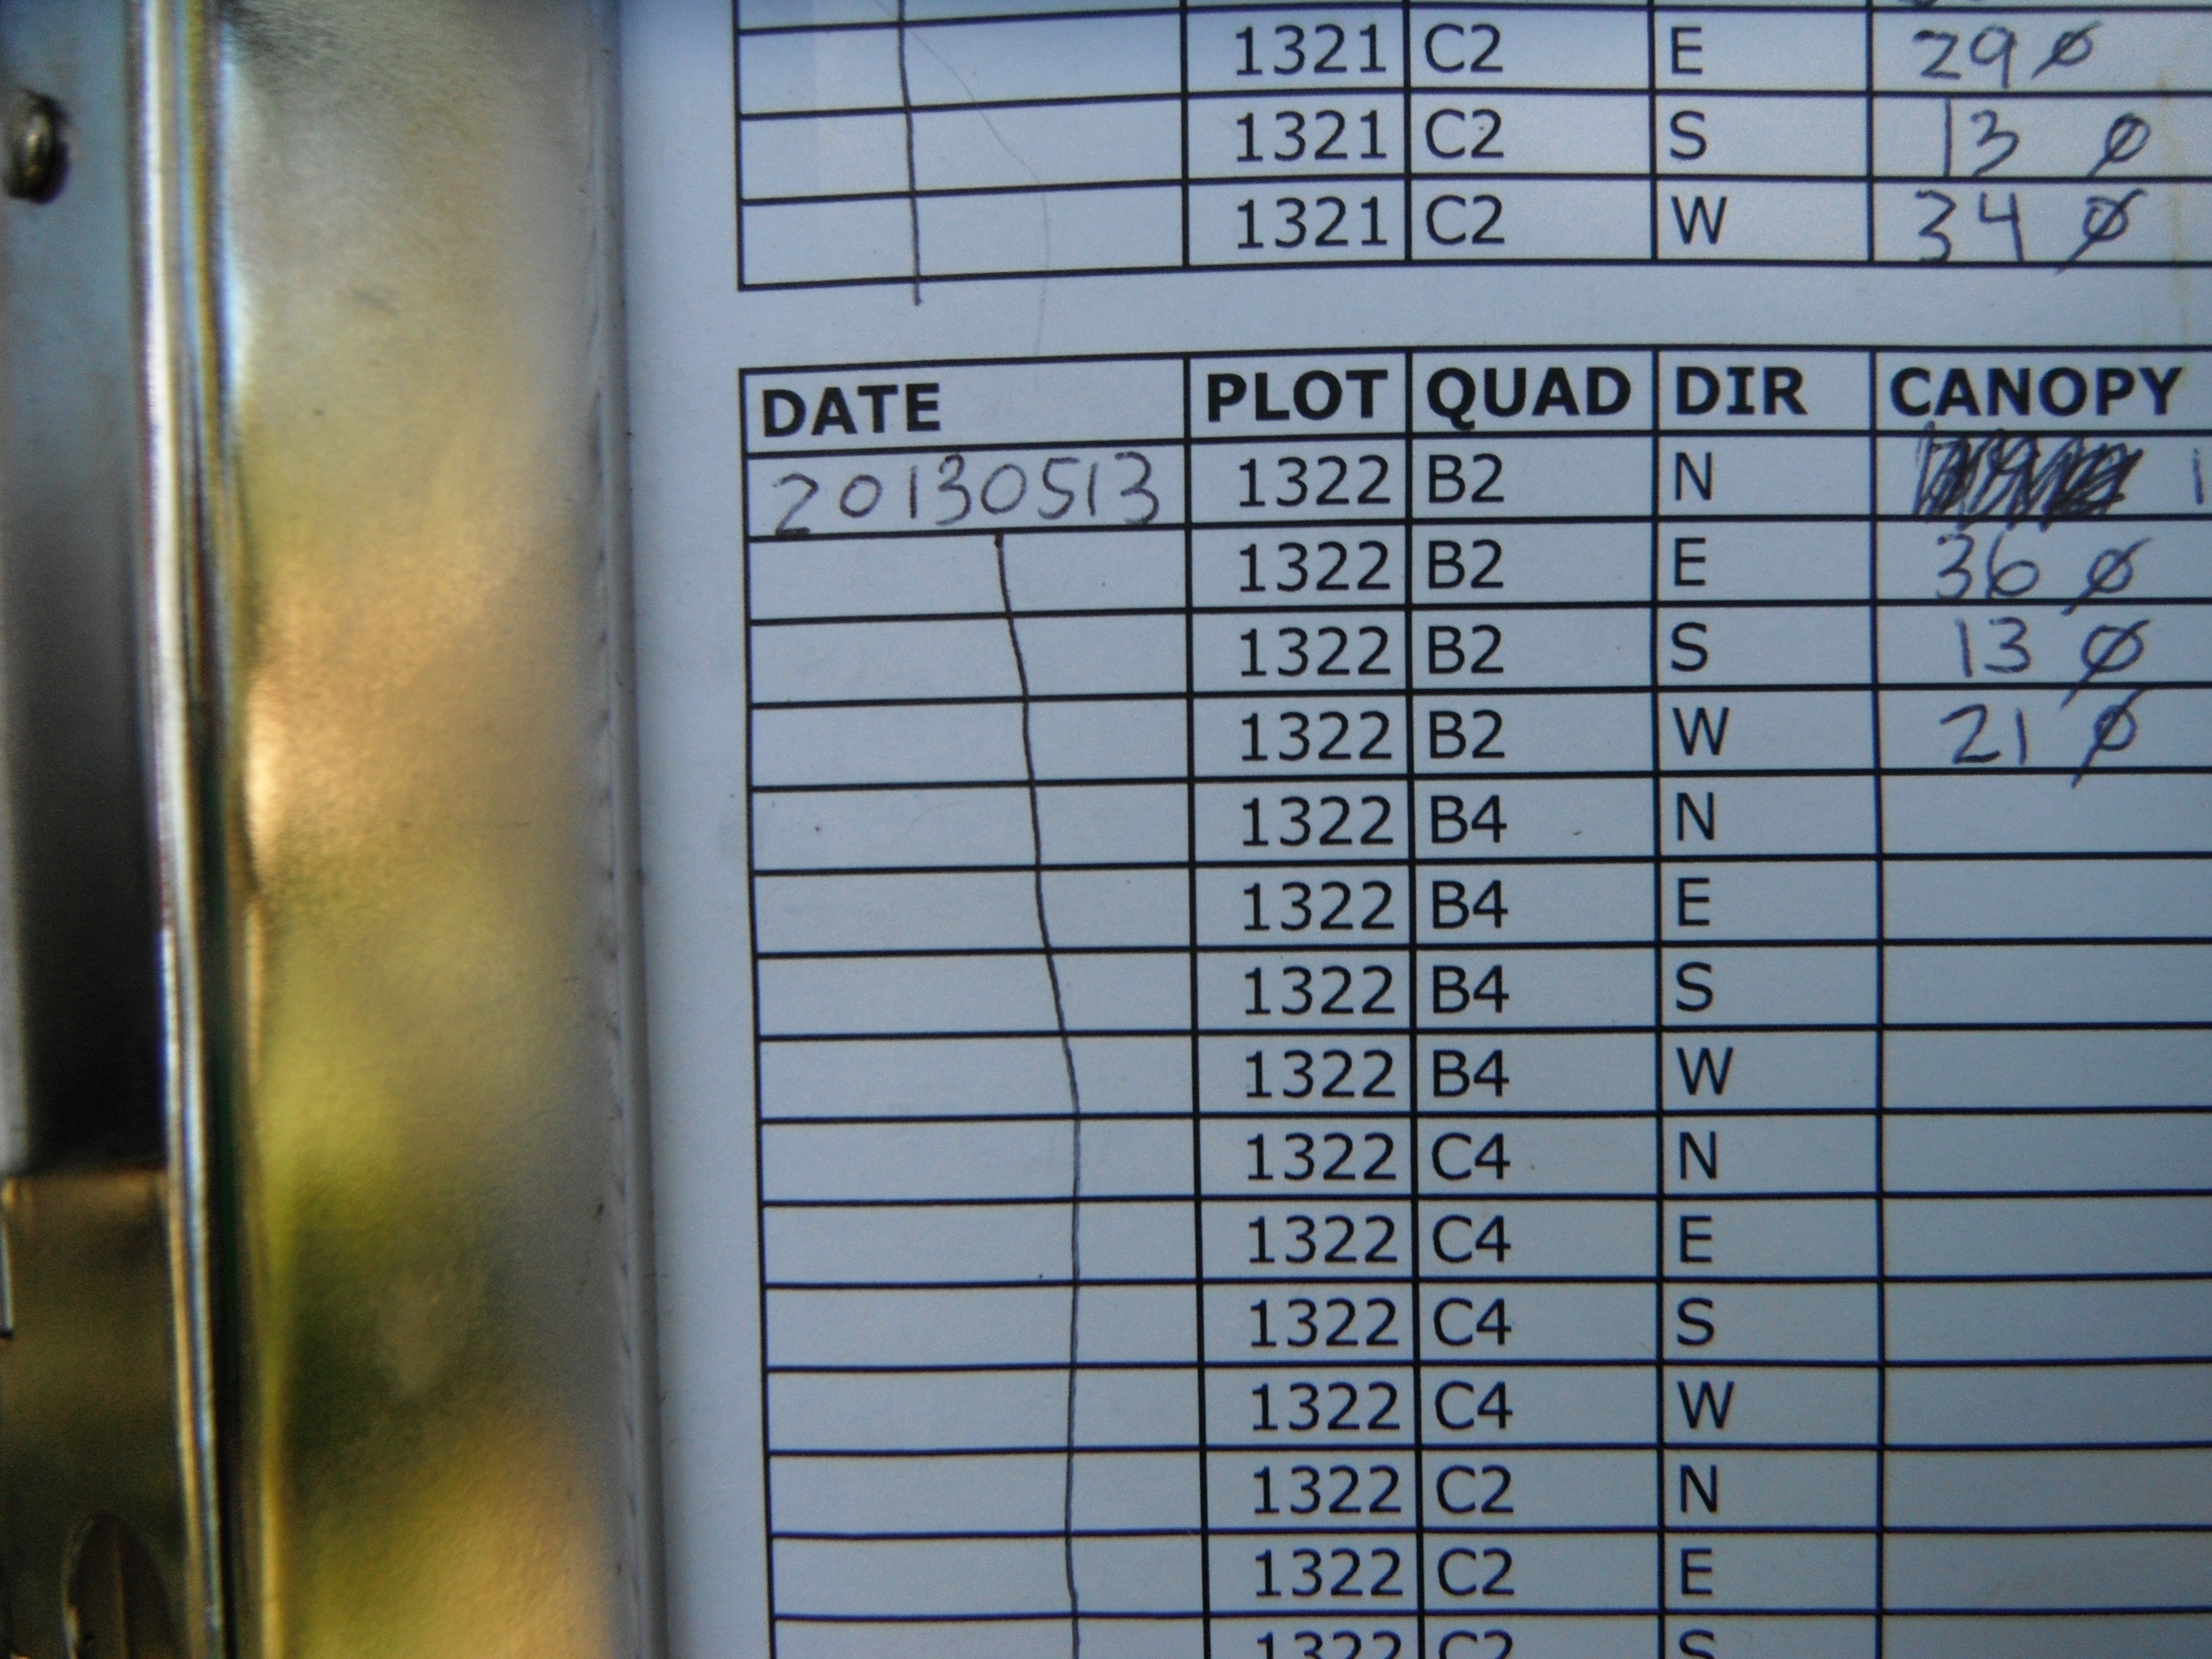 1321 C2 E 29 ∅
1321 C2 S 13 ∅
1321 C2 W 34 ∅
DATE PLOT QUAD DIR CANOPY
20130513 1322 B2 N
1322 B2 E 36 ∅
1322 B2 S 13 ∅
1322 B2 W 21 ∅
1322 B4 N
1322 B4 E
1322 B4 S
1322 B4 W
1322 C4 N
1322 C4 E
1322 C4 S
1322 C4 W
1322 C2 N
1322 C2 E
1322 C2 S